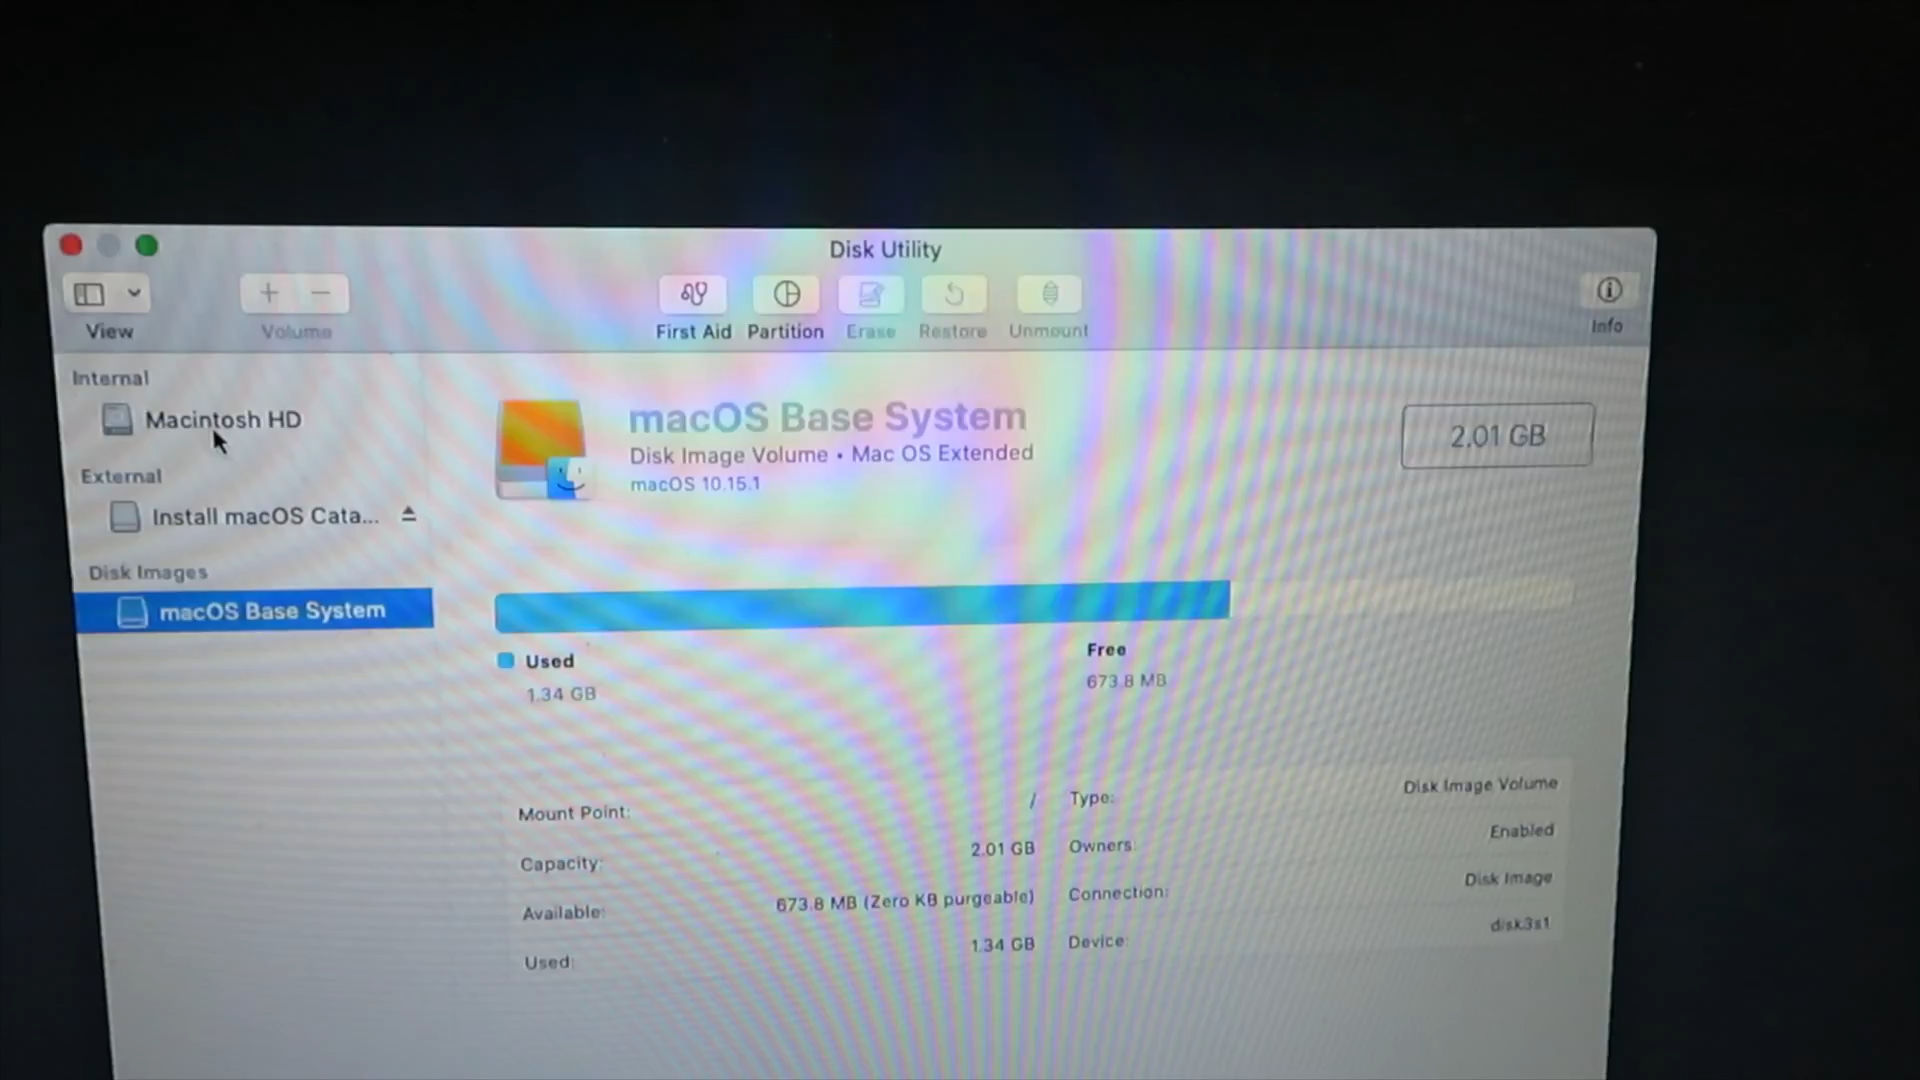 Disk Utility
View
Volume
First Aid
Partition
Erase
Restore
Unmount
Info
Internal
Macintosh HD
External
Install macOS Cata...
Disk Images
macOS Base System
macOS Base System
Disk Image Volume • Mac OS Extended
macOS 10.15.1
2.01 GB
Used
1.34 GB
Free
673.8 MB
Mount Point: /
Capacity: 2.01 GB
Available: 673.8 MB (Zero KB purgeable)
Used: 1.34 GB
Type: Disk Image Volume
Owners: Enabled
Connection: Disk Image
Device: disk3s1